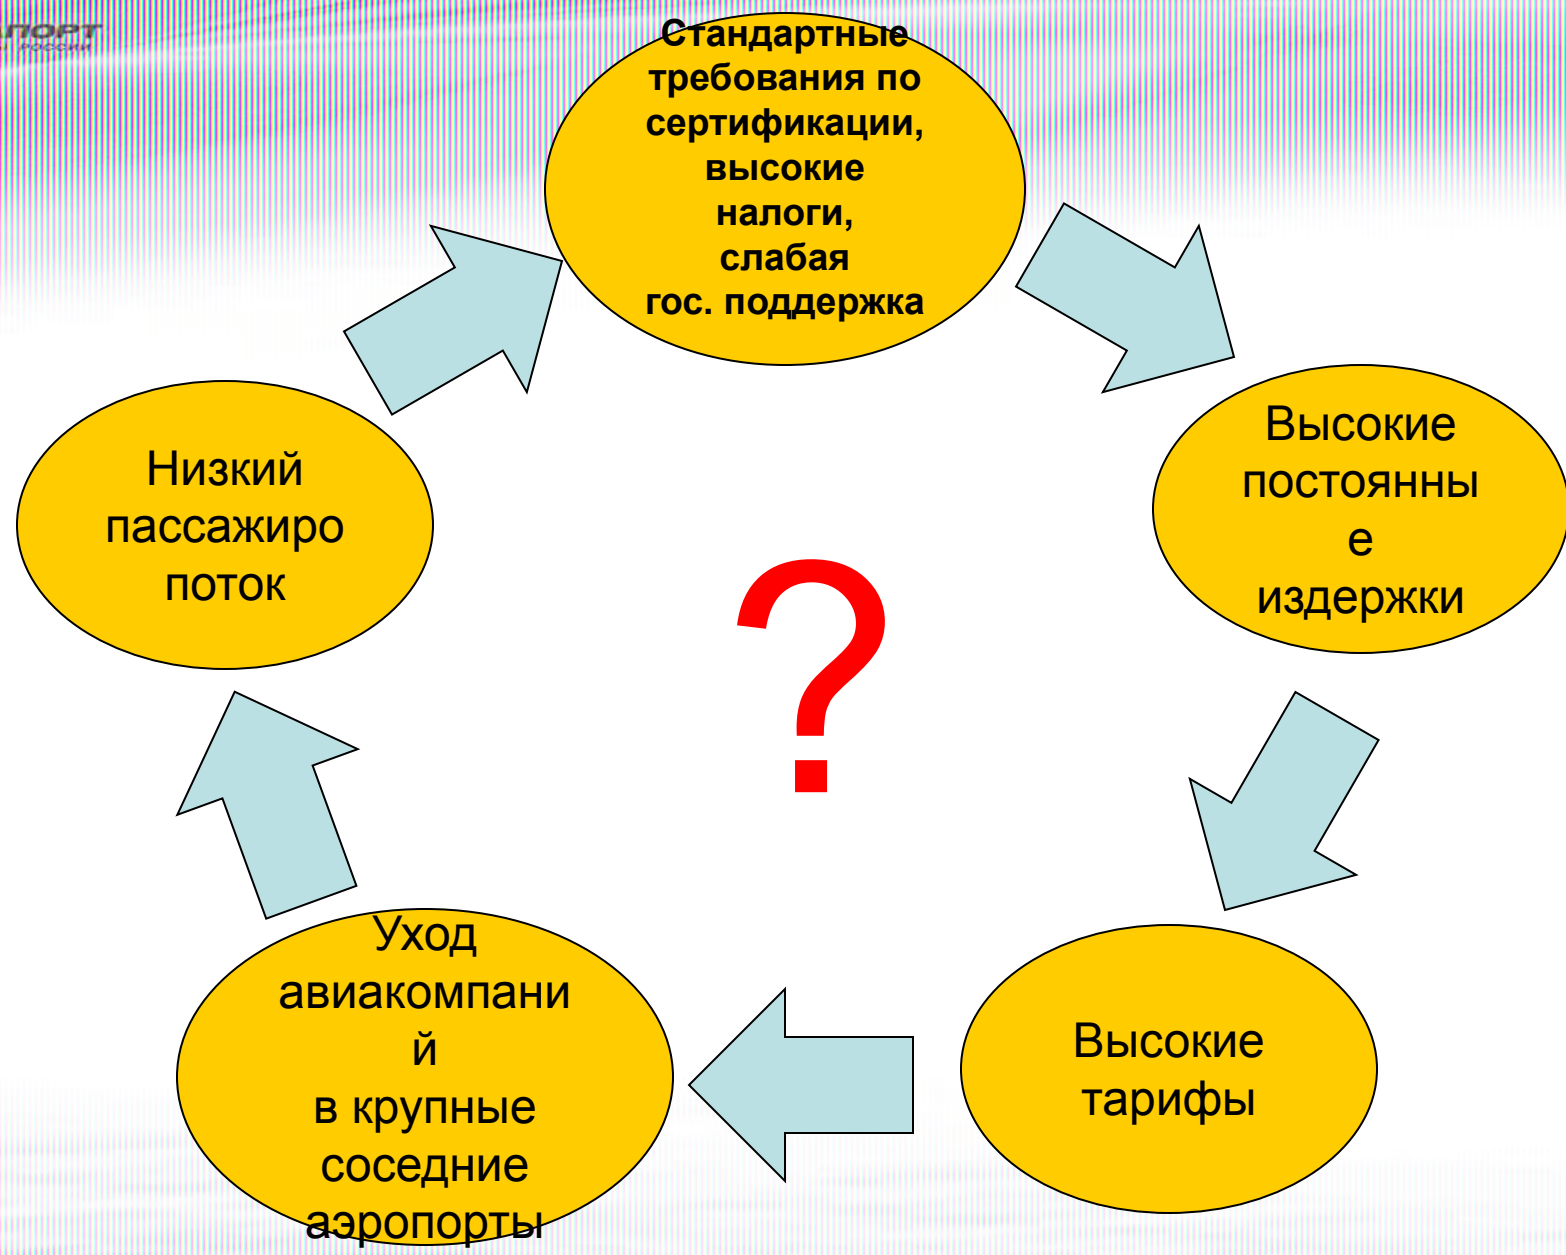 РОССИИ
Стандартные
требования по
сертификации,
высокие
налоги,
слабая
гос. поддержка
Высокие
постоянны
е
издержки
Высокие
тарифы
Уход
авиакомпани
й
в крупные
соседние
аэропорты
Низкий
пассажиро
поток
?